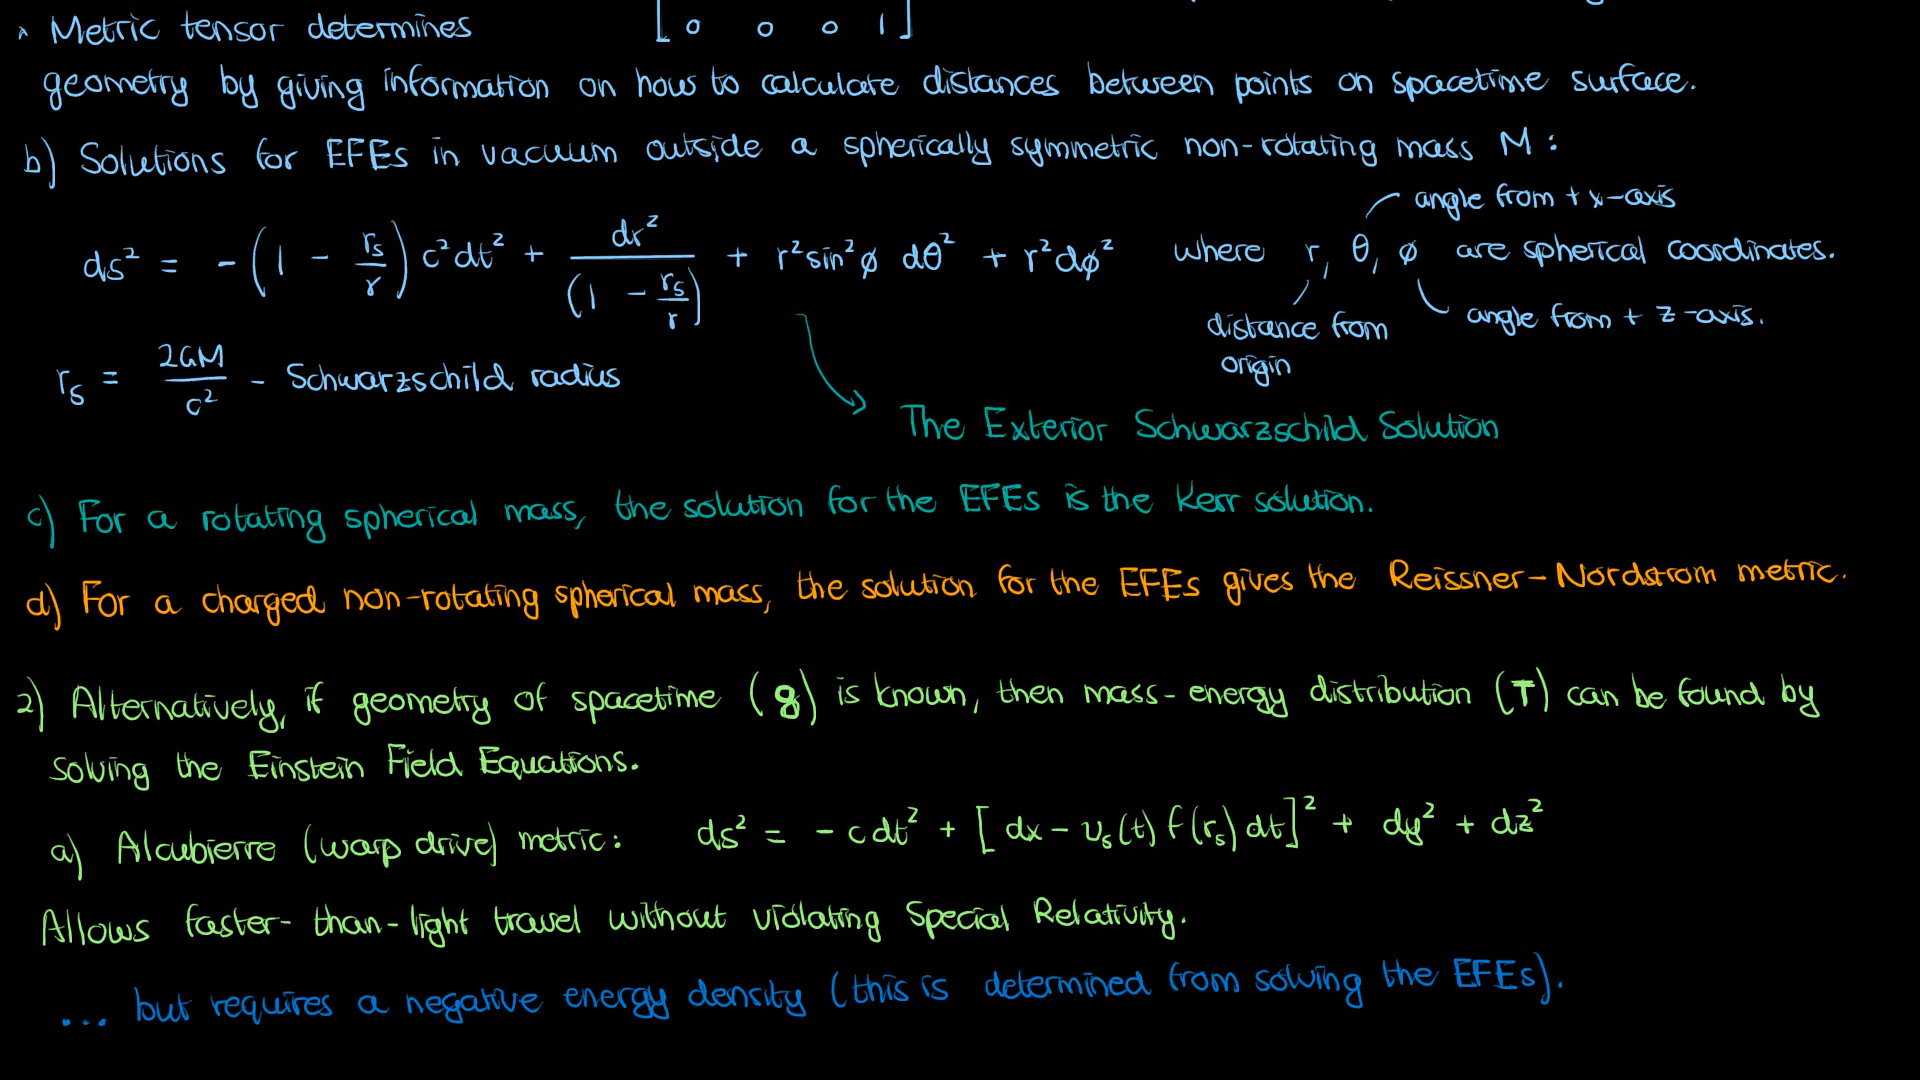 Metric tensor determines [ 0 0 0 1 ]
geometry by giving information on how to calculate distances between points on spacetime surface.
b) Solutions for EFEs in vacuum outside a spherically symmetric non-rotating mass M :
angle from + x-axis
ds² = - (1 - rs/r) c²dt² + dr²/(1 - rs/r) + r²sin²ø dθ² + r²dø² where r, θ, ø are spherical coordinates.
distance from origin
angle from + z-axis.
rs = 2GM/c² - Schwarzschild radius
The Exterior Schwarzschild Solution
c) For a rotating spherical mass, the solution for the EFEs is the Kerr solution.
d) For a charged non-rotating spherical mass, the solution for the EFEs gives the Reissner-Nordstrom metric.
2) Alternatively, if geometry of spacetime (g) is known, then mass-energy distribution (T) can be found by
solving the Einstein Field Equations.
a) Alcubierre (warp drive) metric: ds² = - c dt² + [dx - vs(t) f(rs) dt]² + dy² + dz²
Allows faster-than-light travel without violating Special Relativity.
... but requires a negative energy density (this is determined from solving the EFEs).